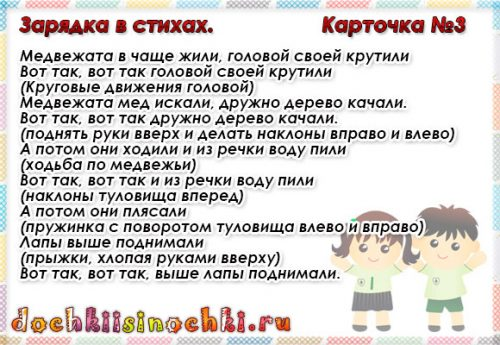 Зарядка в стихах. Карточка №3
Медвежата в чаще жили, головой своей крутили
Вот так, вот так головой своей крутили
(Круговые движения головой)
Медвежата мед искали, дружно дерево качали.
Вот так, вот так дружно дерево качали.
(поднять руки вверх и делать наклоны вправо и влево)
А потом они ходили и из речки воду пили
(ходьба по медвежьи)
Вот так, вот так и из речки воду пили
(наклоны туловища вперед)
А потом они плясали
(пружинка с поворотом туловища влево и вправо)
Лапы выше поднимали
(прыжки, хлопая руками вверху)
Вот так, вот так, выше лапы поднимали.
dochkiisinochki.ru